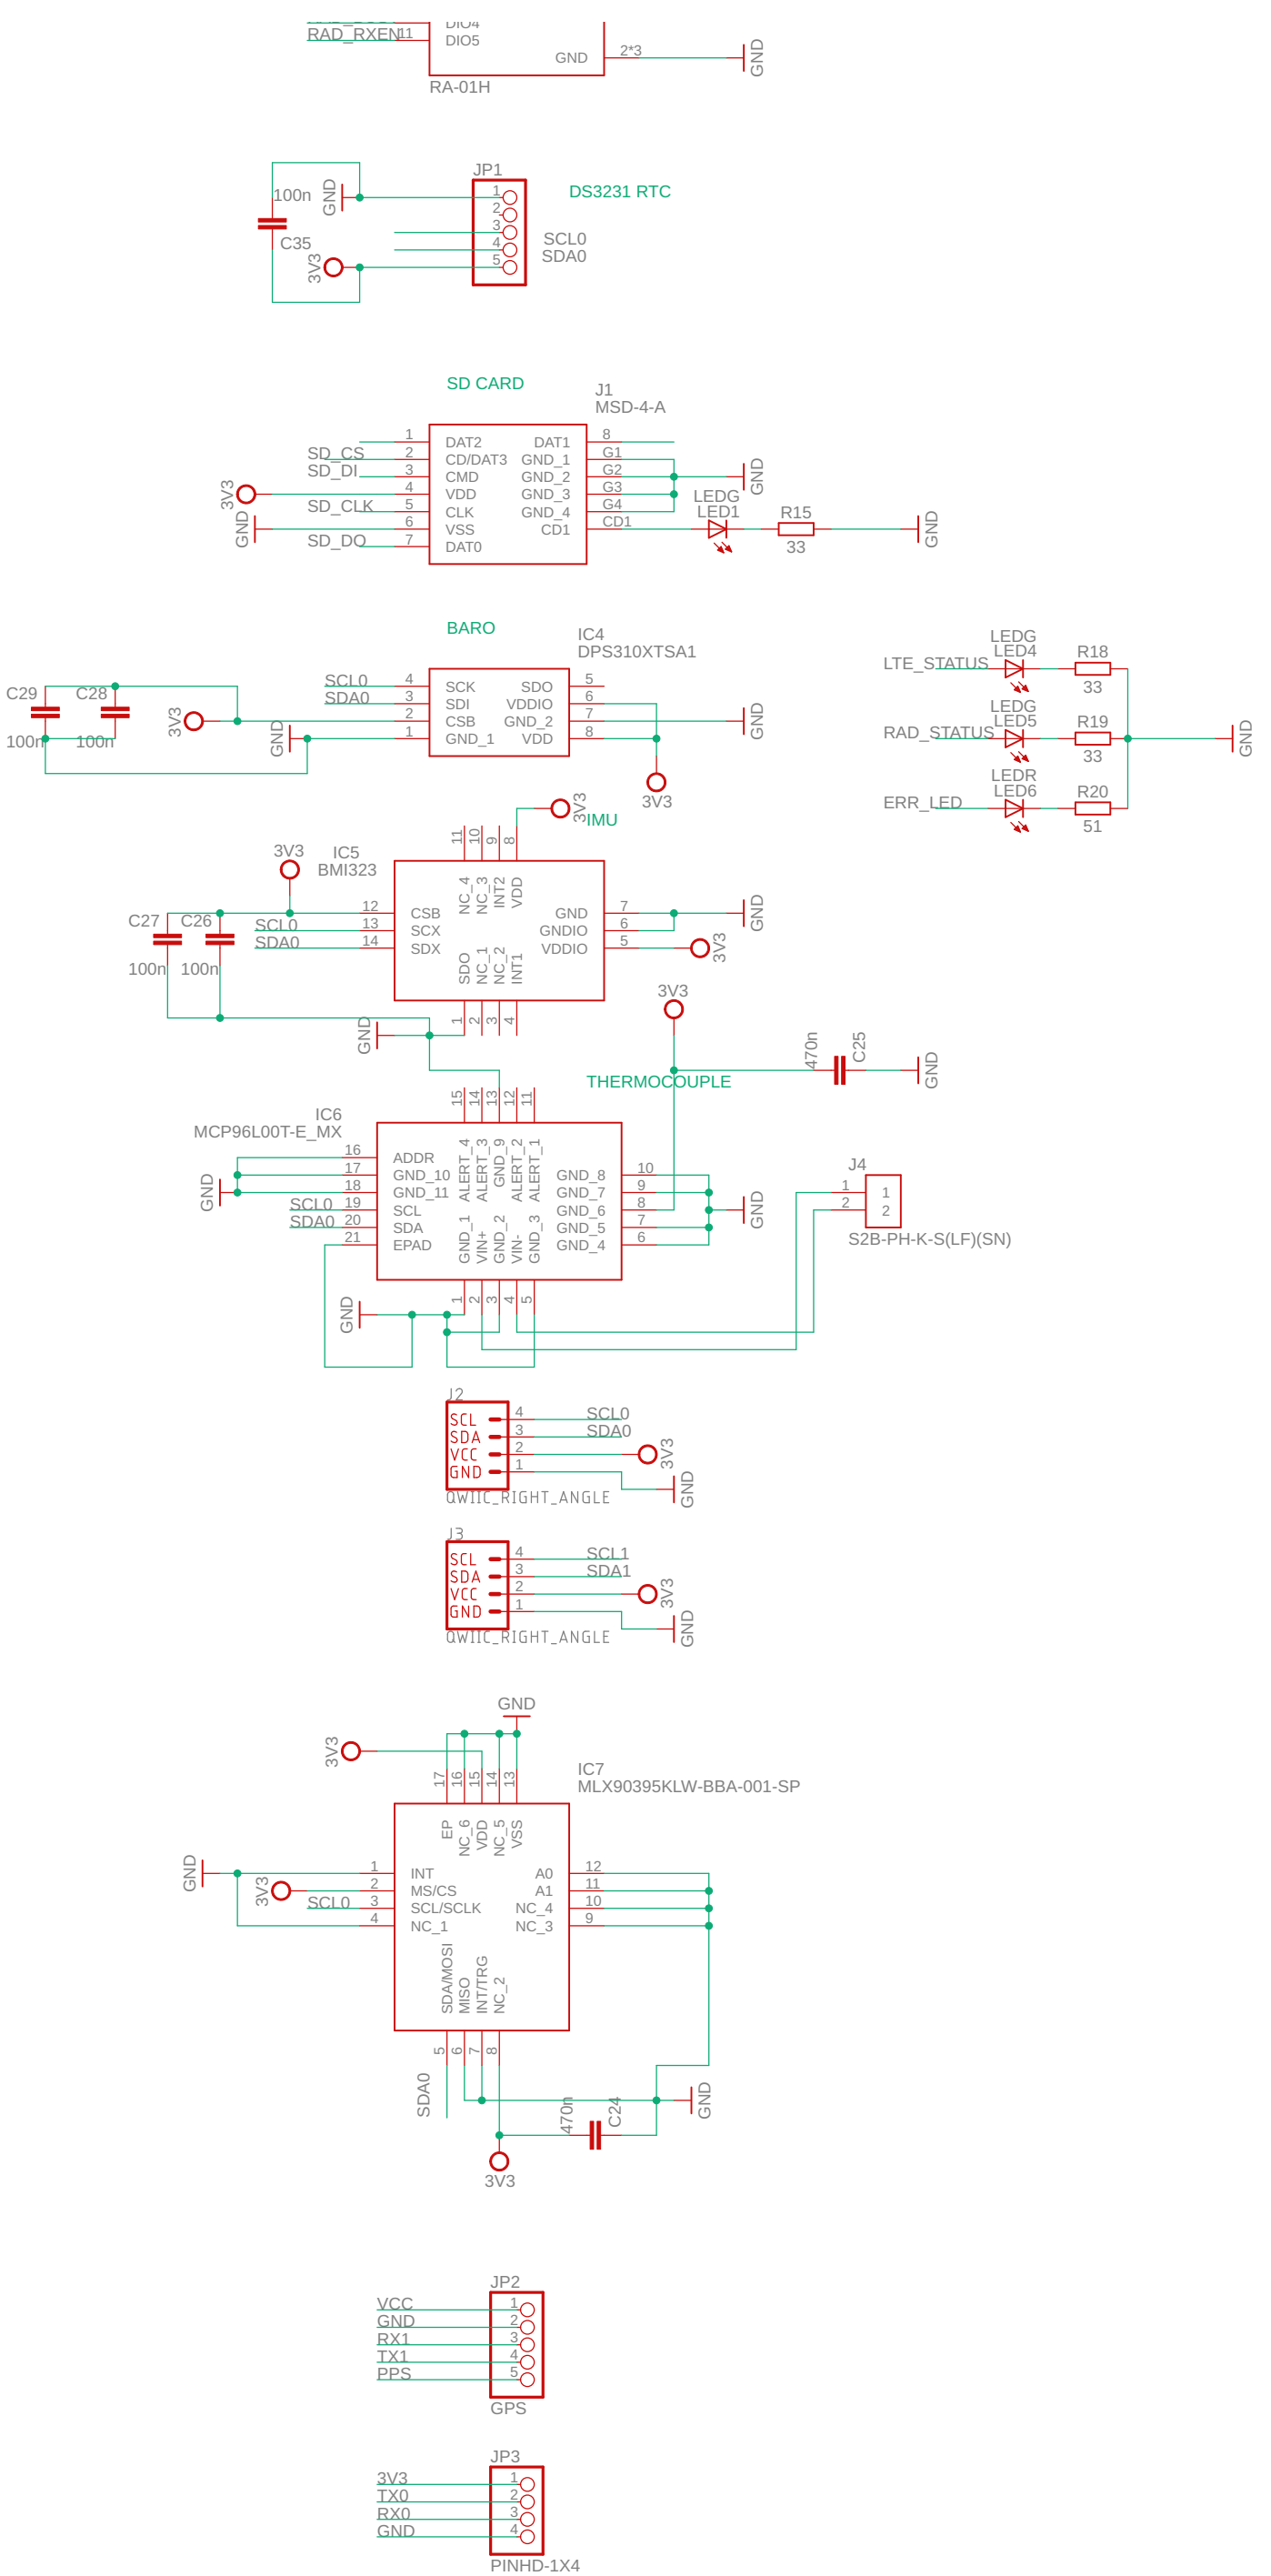 DIO4
RAD_RXEN 11 DIO5
GND 2*3 GND
RA-01H
JP1
DS3231 RTC
100n GND 1
2
3 SCL0
C35 4 SDA0
3V3 5
SD CARD
J1
MSD-4-A
1 DAT2 DAT1 8
SD_CS 2 CD/DAT3 GND_1 G1
SD_DI 3 CMD GND_2 G2 GND
3V3 4 VDD GND_3 G3
SD_CLK 5 CLK GND_4 G4
GND 6 VSS CD1 CD1
SD_DO 7 DAT0
LEDG
LED1 R15
33 GND
BARO
IC4
DPS310XTSA1
SCL0 4 SCK SDO 5
SDA0 3 SDI VDDIO 6
3V3 2 CSB GND_2 7 GND
GND 1 GND_1 VDD 8
C29 C28
100n 100n
3V3
LEDG
LTE_STATUS LED4 R18
33
LEDG
RAD_STATUS LED5 R19
33 GND
LEDR
ERR_LED LED6 R20
51
3V3 IMU
11 10 9 8
3V3 IC5
BMI323
NC_4 NC_3 INT2 VDD
C27 C26
12 CSB GND 7 GND
SCL0 13 SCX GNDIO 6
SDA0 14 SDX VDDIO 5 3V3
100n 100n
SDO NC_1 NC_2 INT1
GND 1 2 3 4
3V3
470n C25 GND
THERMOCOUPLE
15 14 13 12 11
IC6
MCP96L00T-E_MX
ALERT_4 ALERT_3 GND_9 ALERT_2 ALERT_1
16 ADDR
17 GND_10 GND_8 10
GND 18 GND_11 GND_7 9
SCL0 19 SCL GND_6 8 GND
SDA0 20 SDA GND_5 7
21 EPAD GND_4 6
GND_1 VIN+ GND_2 VIN- GND_3
GND 1 2 3 4 5
J4
1 1
2 2
S2B-PH-K-S(LF)(SN)
J2
SCL 4 SCL0
SDA 3 SDA0
VCC 2 3V3
GND 1 GND
QWIIC_RIGHT_ANGLE
J3
SCL 4 SCL1
SDA 3 SDA1
VCC 2 3V3
GND 1 GND
QWIIC_RIGHT_ANGLE
GND
3V3
17 16 15 14 13
IC7
MLX90395KLW-BBA-001-SP
EP NC_6 VDD NC_5 VSS
GND 1 INT A0 12
3V3 2 MS/CS A1 11
SCL0 3 SCL/SCLK NC_4 10
4 NC_1 NC_3 9
SDA/MOSI MISO INT/TRG NC_2
5 6 7 8
SDA0 470n C24 GND
3V3
JP2
VCC 1
GND 2
RX1 3
TX1 4
PPS 5
GPS
JP3
3V3 1
TX0 2
RX0 3
GND 4
PINHD-1X4